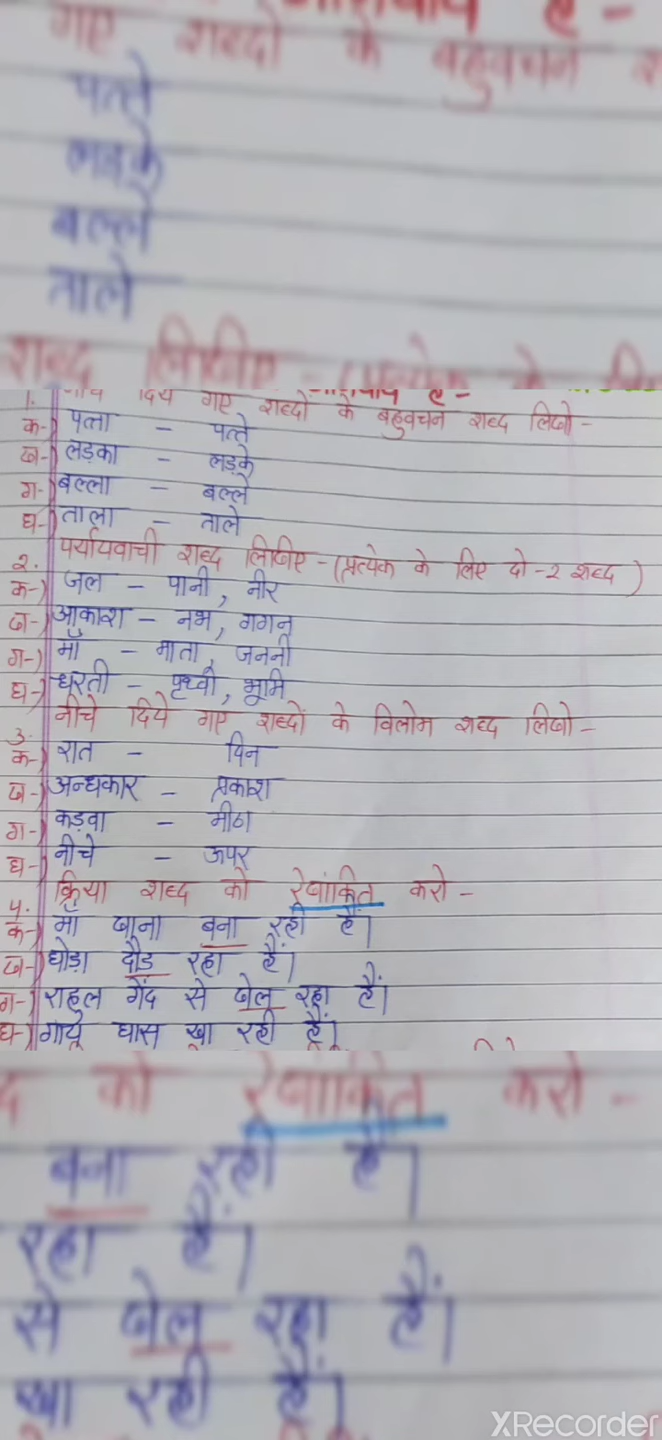 गए शब्दों के बहुवचन
पत्ते
लड़के
बल्ले
ताले
शब्द लिखिए -
1. दिये गए शब्दों के बहुवचन शब्द लिखो -
क-) पत्ता - पत्ते
ख-) लड़का - लड़के
ग-) बल्ला - बल्ले
घ-) ताला - ताले
2. पर्यायवाची शब्द लिखिए - (प्रत्येक के लिए दो-२ शब्द)
क-) जल - पानी, नीर
ख-) आकाश - नभ, गगन
ग-) माँ - माता, जननी
घ-) धरती - पृथ्वी, भूमि
3. नीचे दिये गए शब्दों के विलोम शब्द लिखो -
क-) रात - दिन
ख-) अन्धकार - प्रकाश
ग-) कड़वा - मीठा
घ-) नीचे - ऊपर
4. क्रिया शब्द को रेखांकित करो -
क-) माँ खाना बना रही है।
ख-) घोड़ा दौड़ रहा हैं।
ग-) राहुल गेंद से खेल रहा हैं।
घ-) गाय घास खा रही हैं।
को रेखांकित करो -
बना रही है।
रहा हैं।
से खेल रहा हैं।
खा रही हैं।
XRecorder